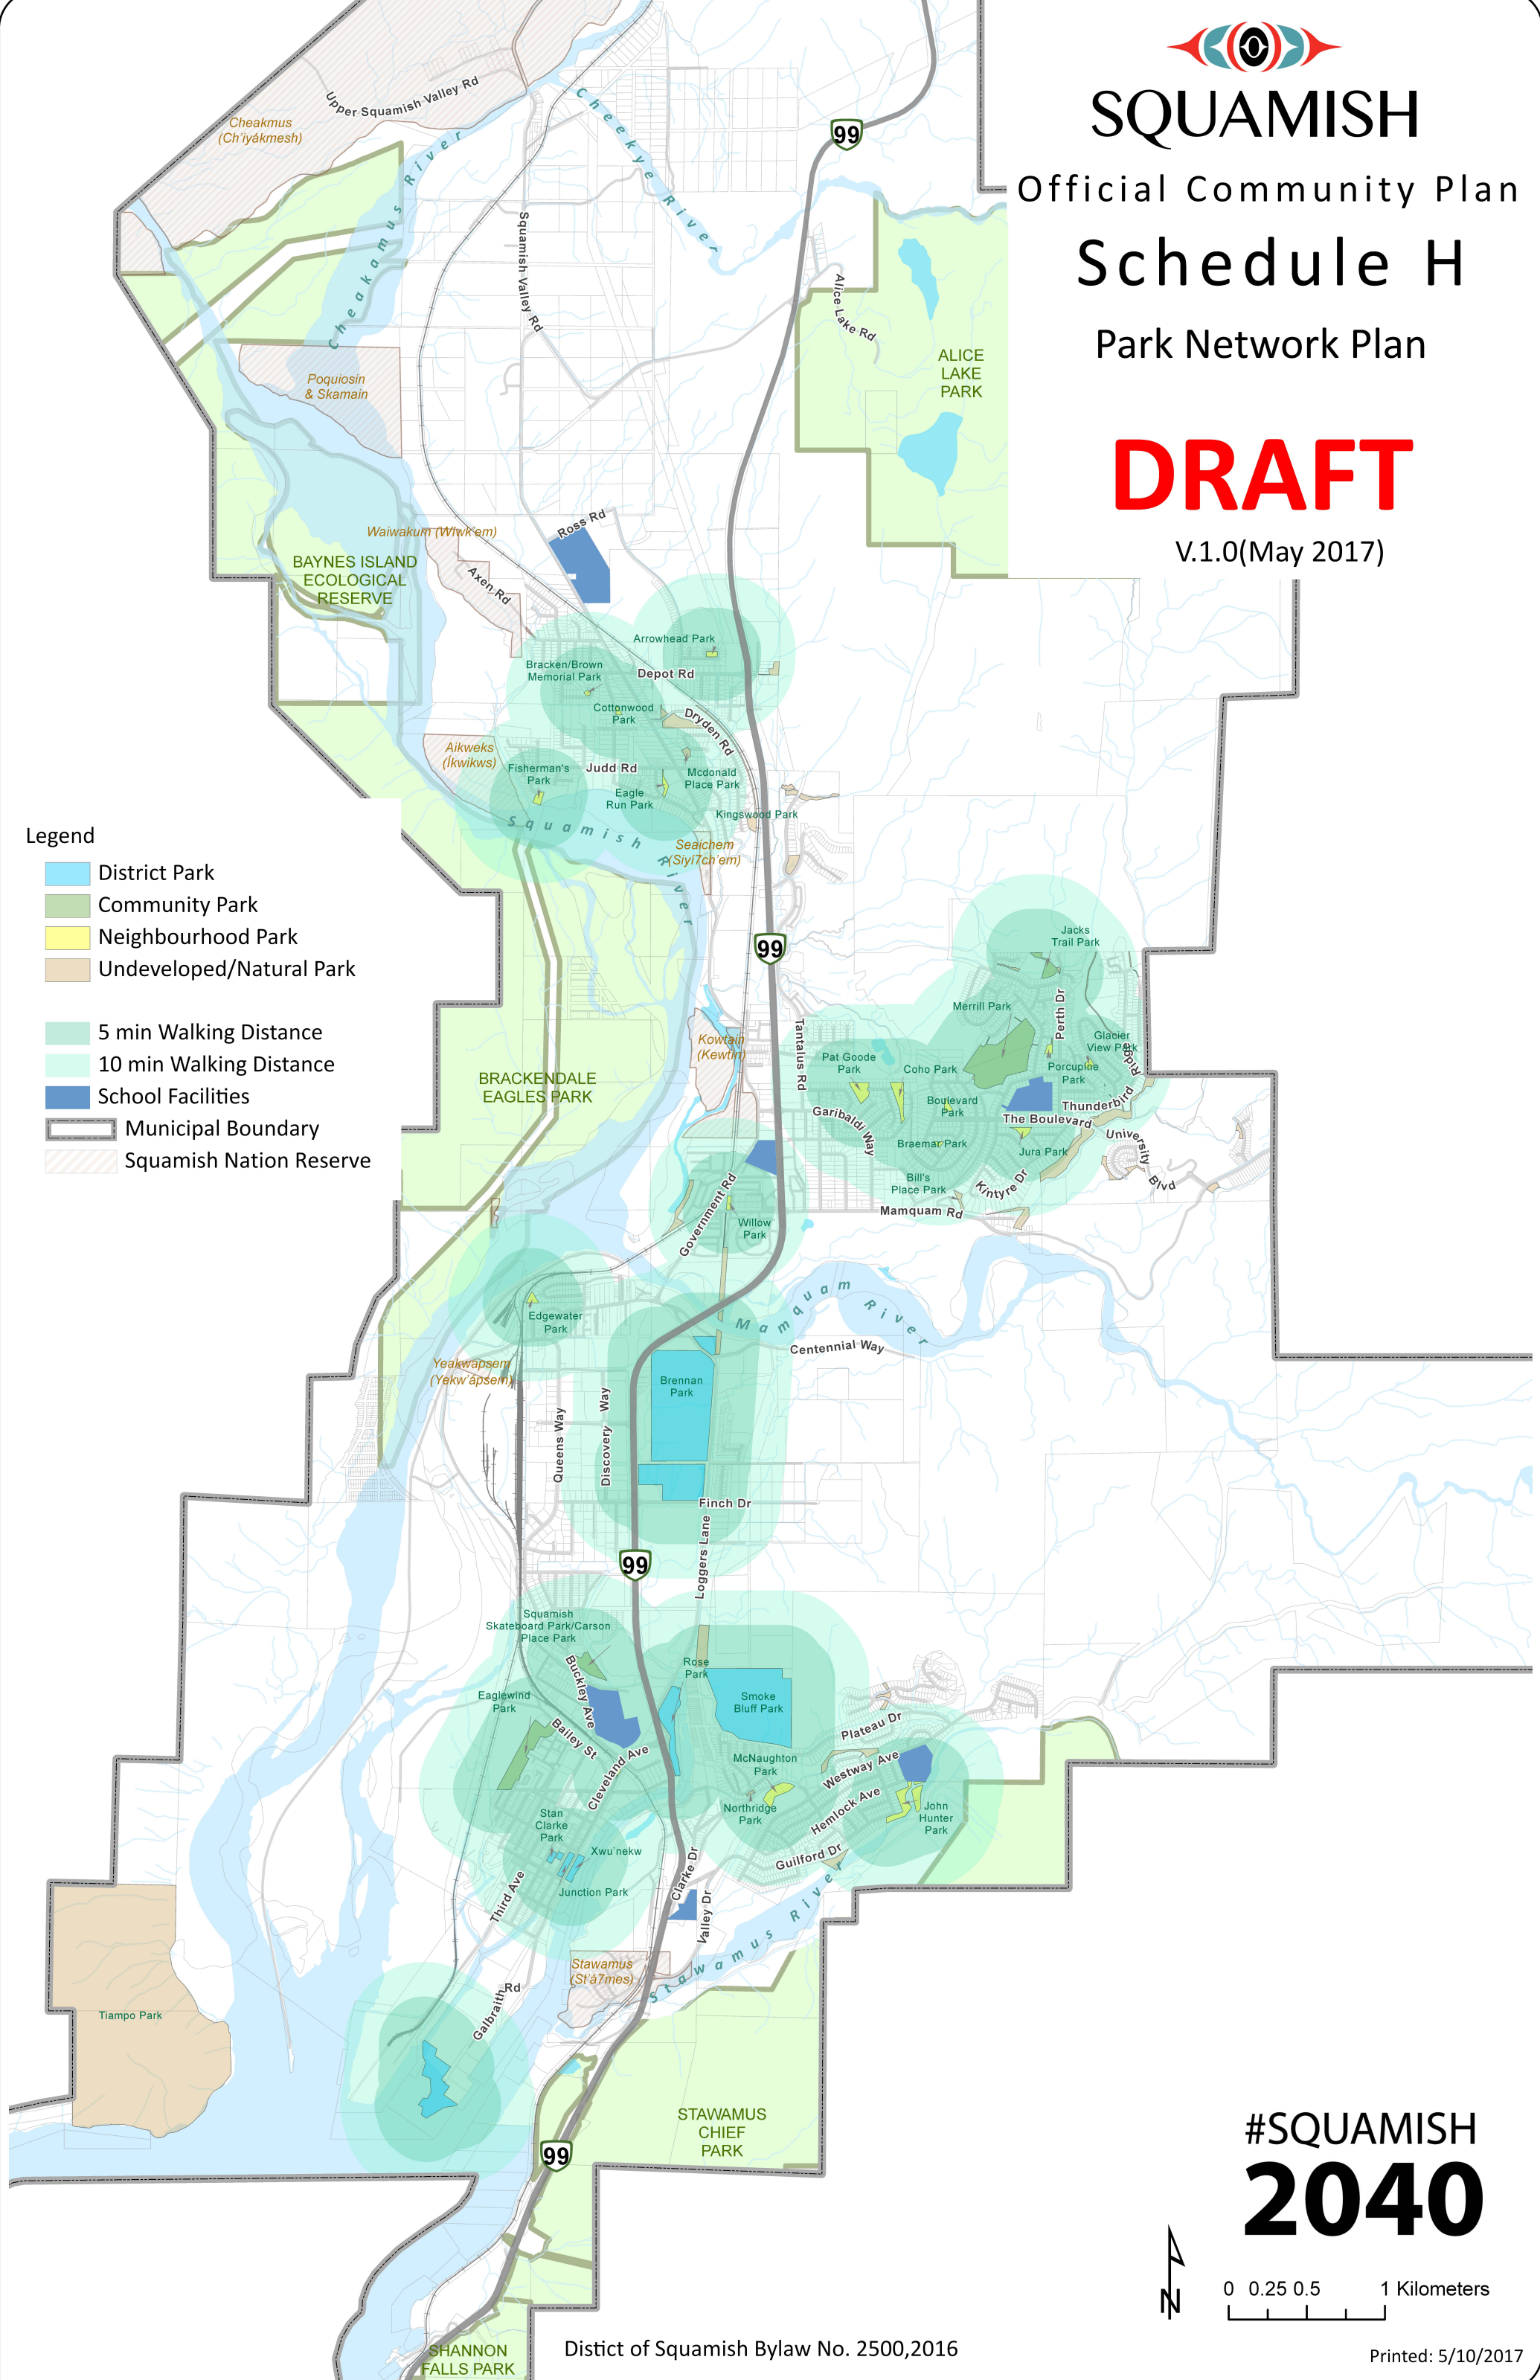 SQUAMISH
Official Community Plan
Schedule H
Park Network Plan
DRAFT
V.1.0(May 2017)
Upper Squamish Valley Rd
Cheakmus
(Ch'iyákmesh)
Cheakamus River
Cheekye River
99
Squamish Valley Rd
Alice Lake Rd
ALICE
LAKE
PARK
Poquiosin
& Skamain
Waiwakum (Wiwk'em)
Ross Rd
BAYNES ISLAND
ECOLOGICAL
RESERVE
Axen Rd
Arrowhead Park
Bracken/Brown
Memorial Park
Depot Rd
Cottonwood
Park
Dryden Rd
Aikweks
(Íkwikws)
Fisherman's
Park
Judd Rd
Mcdonald
Place Park
Eagle
Run Park
Kingswood Park
Squamish River
Seaichem
(Siyí7ch'em)
Legend
District Park
Community Park
Neighbourhood Park
Undeveloped/Natural Park
5 min Walking Distance
10 min Walking Distance
School Facilities
Municipal Boundary
Squamish Nation Reserve
99
Jacks
Trail Park
Merrill Park
Perth Dr
Glacier
View Park
Ridge
Kowtain
(Kewtin)
Tantalus Rd
Pat Goode
Park
Coho Park
Porcupine
Park
BRACKENDALE
EAGLES PARK
Boulevard
Park
Thunderbird
Garibaldi Way
The Boulevard
Braemar Park
Jura Park
University Blvd
Bill's
Place Park
Kintyre Dr
Mamquam Rd
Government Rd
Willow
Park
Edgewater
Park
Mamquam River
Centennial Way
Yeakwapsem
(Yekw'ápsem)
Brennan
Park
Queens Way
Discovery Way
Finch Dr
Loggers Lane
99
Squamish
Skateboard Park/Carson
Place Park
Buckley Ave
Rose
Park
Eaglewind
Park
Smoke
Bluff Park
Bailey St
Plateau Dr
Cleveland Ave
McNaughton
Park
Westway Ave
Northridge
Park
Hemlock Ave
John
Hunter
Park
Stan
Clarke
Park
Xwu'nekw
Guilford Dr
Junction Park
Third Ave
Clarke Dr
Valley Dr
Stawamus River
Stawamus
(St'á7mes)
Galbraith Rd
Tiampo Park
STAWAMUS
CHIEF
PARK
99
SHANNON
FALLS PARK
#SQUAMISH
2040
N
0 0.25 0.5 1 Kilometers
Distict of Squamish Bylaw No. 2500,2016
Printed: 5/10/2017